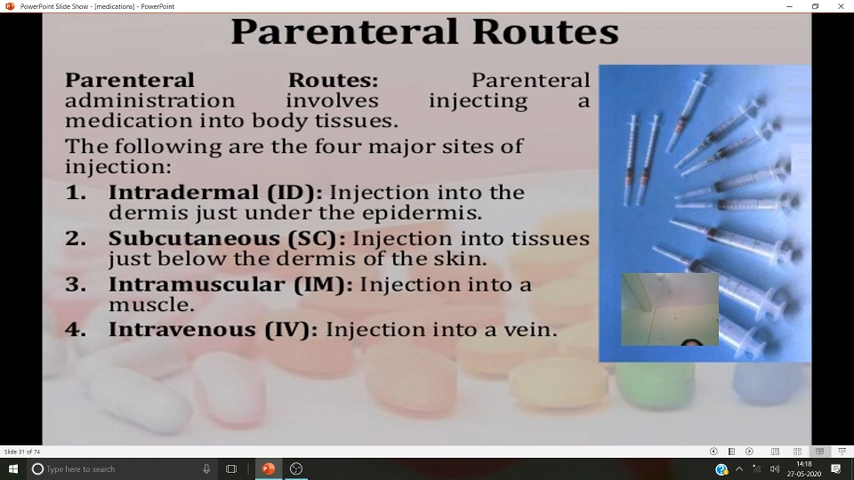 PowerPoint Slide Show - [medications] - PowerPoint
Parenteral Routes
Parenteral Routes: Parenteral
administration involves injecting a
medication into body tissues.
The following are the four major sites of
injection:
1. Intradermal (ID): Injection into the
dermis just under the epidermis.
2. Subcutaneous (SC): Injection into tissues
just below the dermis of the skin.
3. Intramuscular (IM): Injection into a
muscle.
4. Intravenous (IV): Injection into a vein.
Slide 31 of 74
Type here to search
14:18
27-05-2020